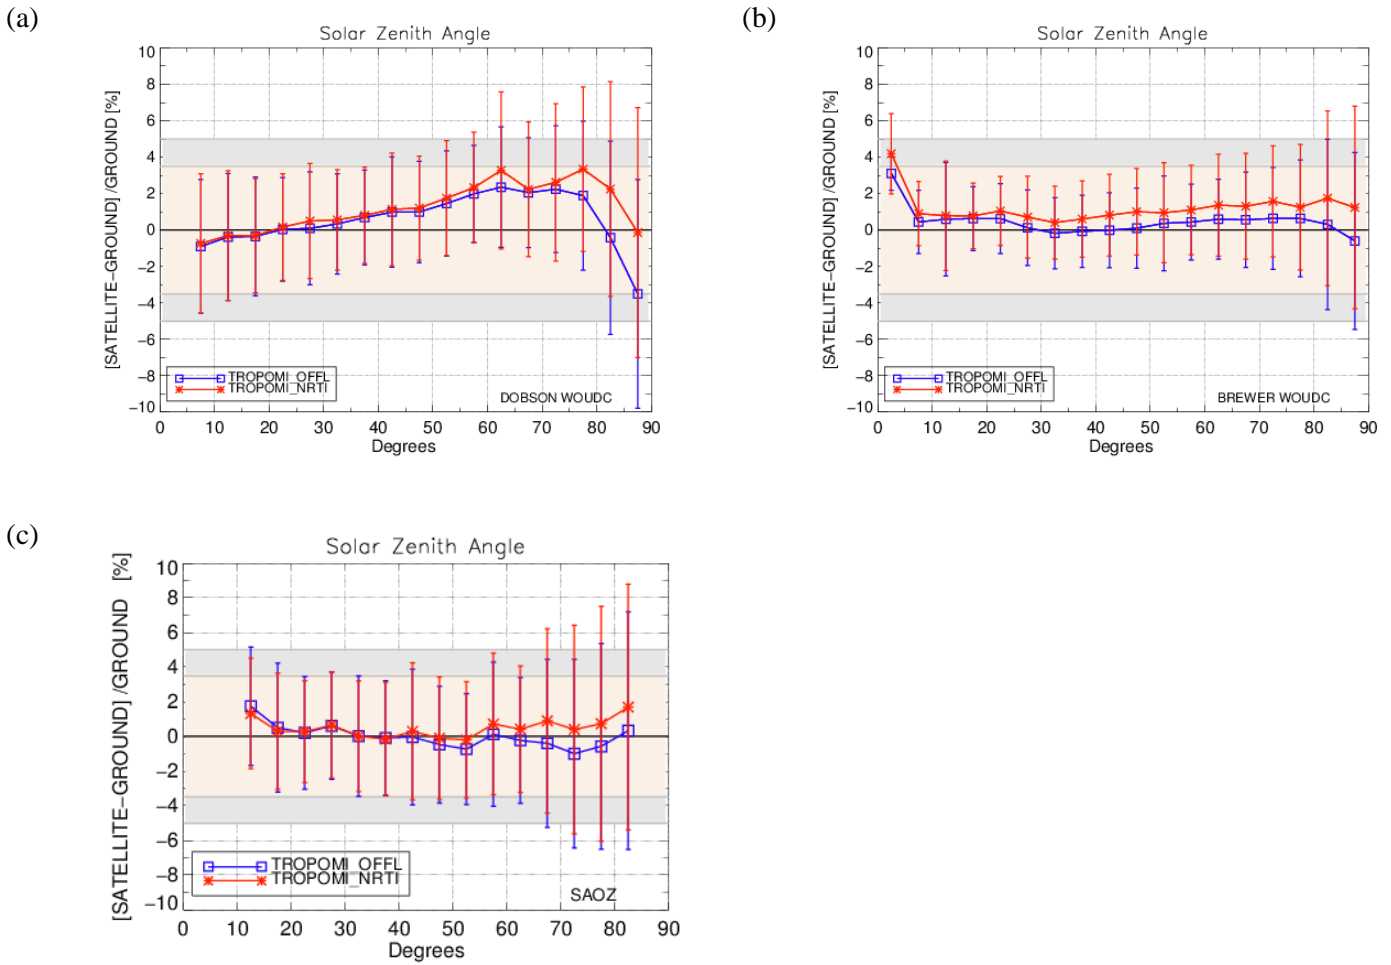 (a)
Solar Zenith Angle
[SATELLITE-GROUND]/GROUND [%]
10
8
6
4
2
0
-2
-4
-6
-8
-10
TROPOMI_OFFL
TROPOMI_NRTI
DOBSON WOUDC
0 10 20 30 40 50 60 70 80 90
Degrees
(b)
Solar Zenith Angle
[SATELLITE-GROUND]/GROUND [%]
10
8
6
4
2
0
-2
-4
-6
-8
-10
TROPOMI_OFFL
TROPOMI_NRTI
BREWER WOUDC
0 10 20 30 40 50 60 70 80 90
Degrees
(c)
Solar Zenith Angle
[SATELLITE-GROUND]/GROUND [%]
10
8
6
4
2
0
-2
-4
-6
-8
-10
TROPOMI_OFFL
TROPOMI_NRTI
SAOZ
0 10 20 30 40 50 60 70 80 90
Degrees